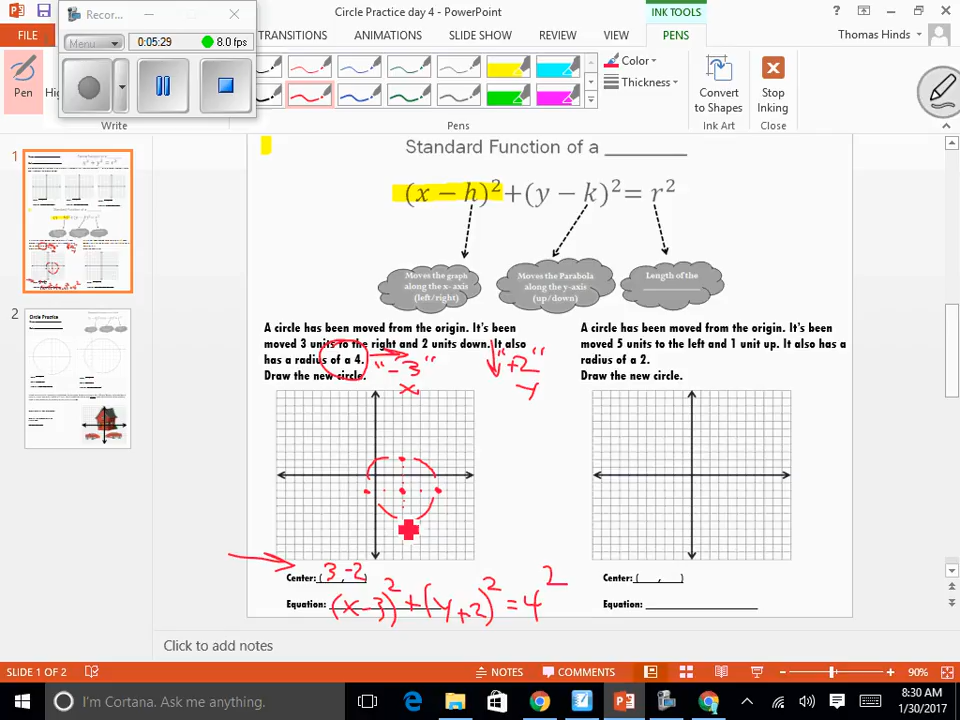 Recor...
Circle Practice day 4 - PowerPoint
INK TOOLS
Menu
0:05:29
8.0 fps
FILE
TRANSITIONS
ANIMATIONS
SLIDE SHOW
REVIEW
VIEW
PENS
Thomas Hinds
Pen
Color
Thickness
Convert to Shapes
Stop Inking
Write
Pens
Ink Art
Close
1
2
Circle Practice
Standard Function of a ________
(x − h)²+(y − k)²= r²
Moves the graph
along the x- axis
(left/right)
Moves the Parabola
along the y-axis
(up/down)
Length of the
A circle has been moved from the origin. It's been
moved 3 units to the right and 2 units down. It also
has a radius of a 4.
Draw the new circle.
"-3"
x
"+2"
y
Center: (3,-2)
Equation: (x-3)²+(y+2)²=4²
A circle has been moved from the origin. It's been
moved 5 units to the left and 1 unit up. It also has a
radius of a 2.
Draw the new circle.
Center: (___,___)
Equation: ________
Click to add notes
SLIDE 1 OF 2
NOTES
COMMENTS
90%
I'm Cortana. Ask me anything.
8:30 AM
1/30/2017